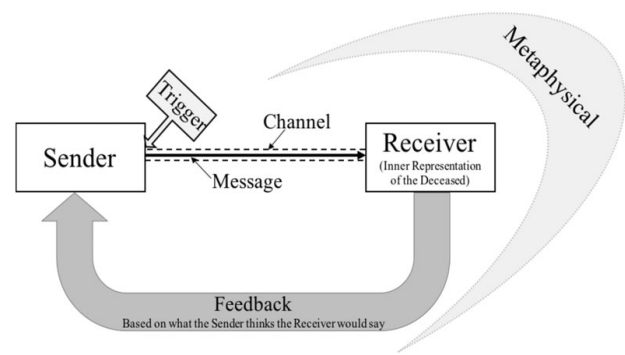 Metaphysical
Trigger
Channel
Sender
Receiver
(Inner Representation
of the Deceased)
Message
Feedback
Based on what the Sender thinks the Receiver would say